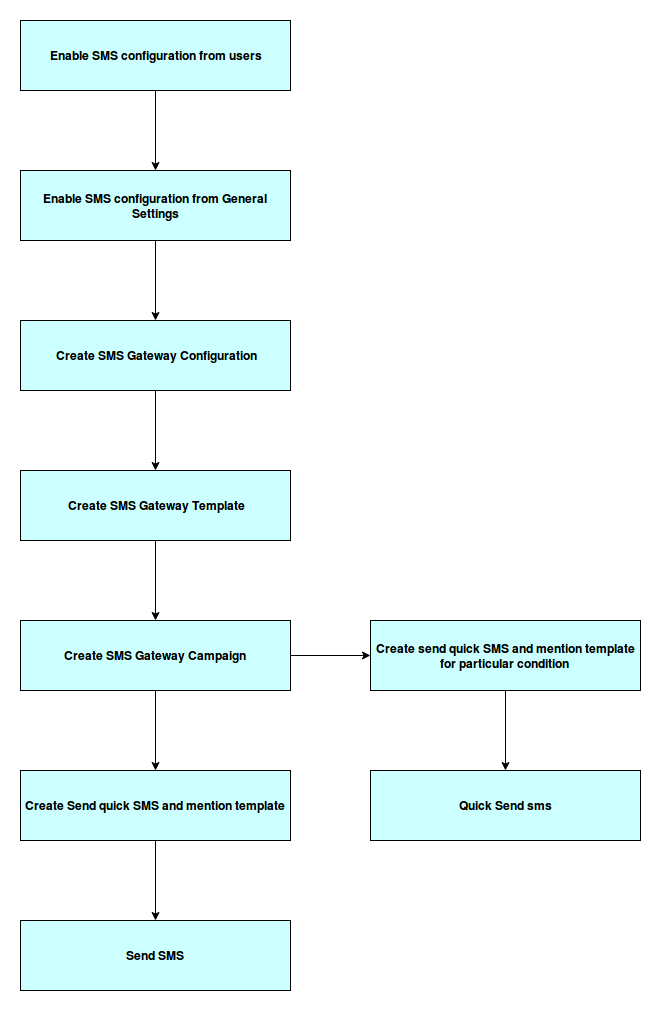 Enable SMS configuration from users
Enable SMS configuration from General
Settings
Create SMS Gateway Configuration
Create SMS Gateway Template
Create SMS Gateway Campaign
Create send quick SMS and mention template
for particular condition
Create Send quick SMS and mention template
Quick Send sms
Send SMS